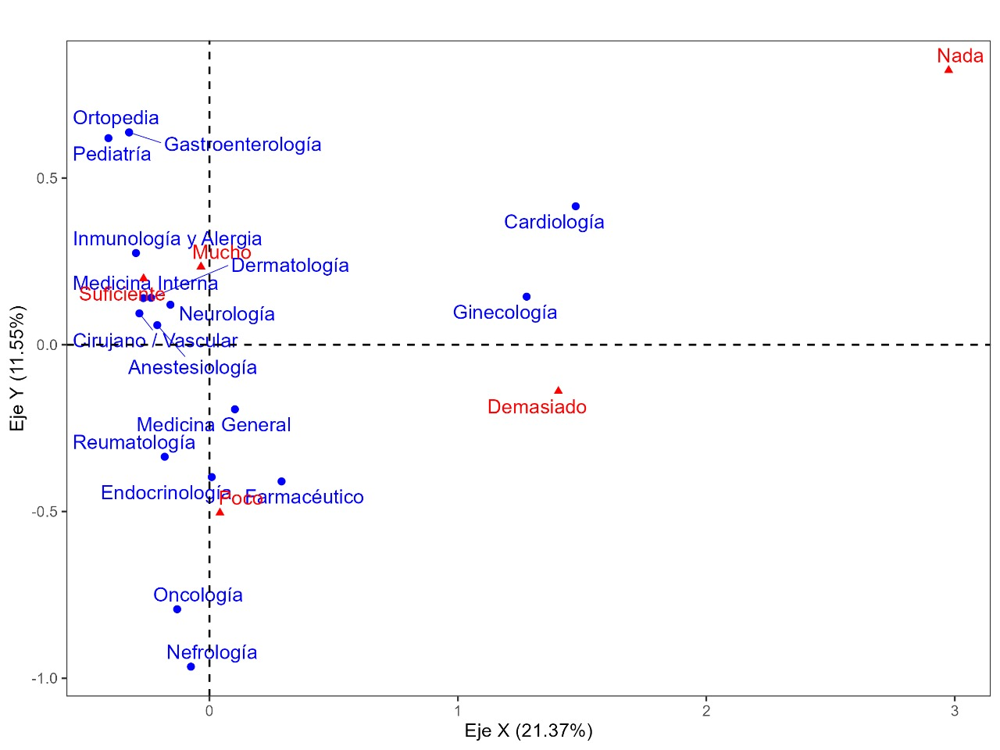 Nada
Ortopedia
Gastroenterología
Pediatría
0.5
Cardiología
Inmunología y Alergia
Mucho
Dermatología
Medicina Interna
Suficiente
Neurología
Ginecología
Cirujano / Vascular
0.0
Anestesiología
Demasiado
Medicina General
Reumatología
Endocrinología
Poco
Farmacéutico
-0.5
Oncología
Nefrología
-1.0
0
1
2
3
Eje X (21.37%)
Eje Y (11.55%)